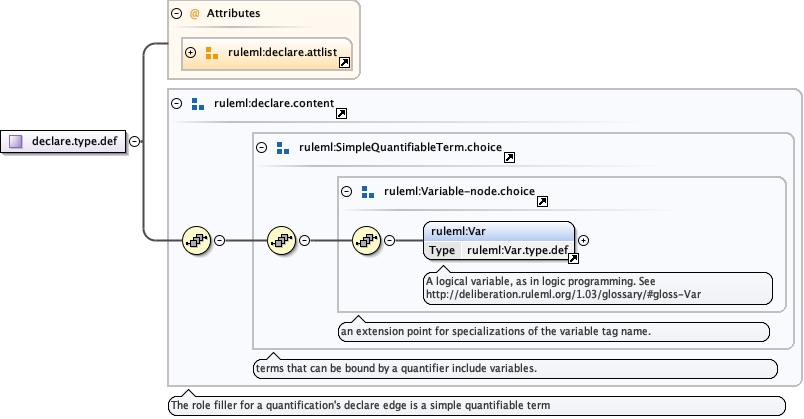 @ Attributes
ruleml:declare.attlist
ruleml:declare.content
declare.type.def
ruleml:SimpleQuantifiableTerm.choice
ruleml:Variable-node.choice
ruleml:Var
Type ruleml:Var.type.def
A logical variable, as in logic programming. See
http://deliberation.ruleml.org/1.03/glossary/#gloss-Var
an extension point for specializations of the variable tag name.
terms that can be bound by a quantifier include variables.
The role filler for a quantification's declare edge is a simple quantifiable term